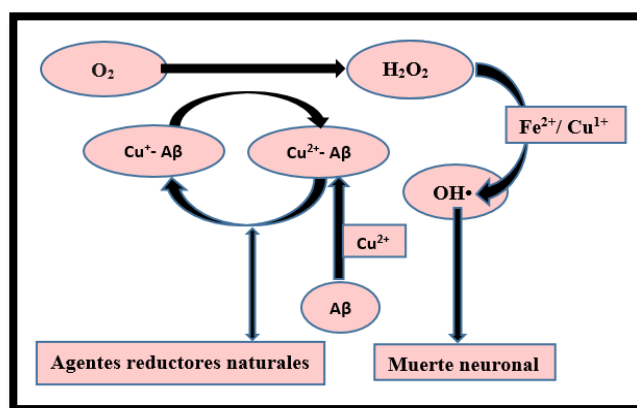 O₂
H₂O₂
Fe²⁺/ Cu¹⁺
Cu⁺- Aβ
Cu²⁺- Aβ
OH•
Cu²⁺
Aβ
Agentes reductores naturales
Muerte neuronal